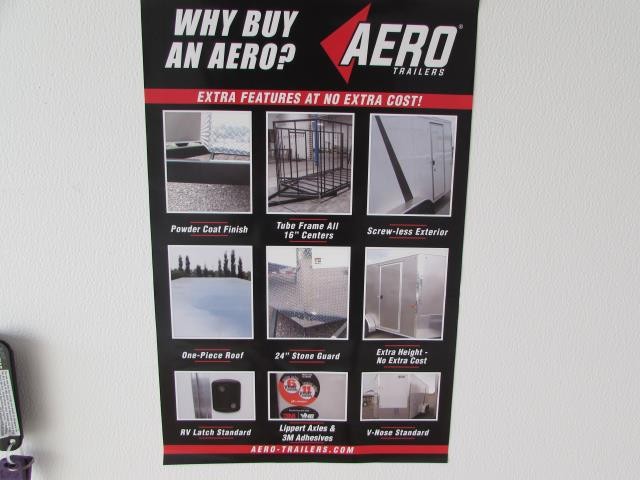 WHY BUY
AN AERO?
AERO®
TRAILERS
EXTRA FEATURES AT NO EXTRA COST!
Powder Coat Finish
Tube Frame All
16" Centers
Screw-less Exterior
One-Piece Roof
24" Stone Guard
Extra Height -
No Extra Cost
RV Latch Standard
Lippert Axles &
3M Adhesives
V-Nose Standard
AERO-TRAILERS.COM